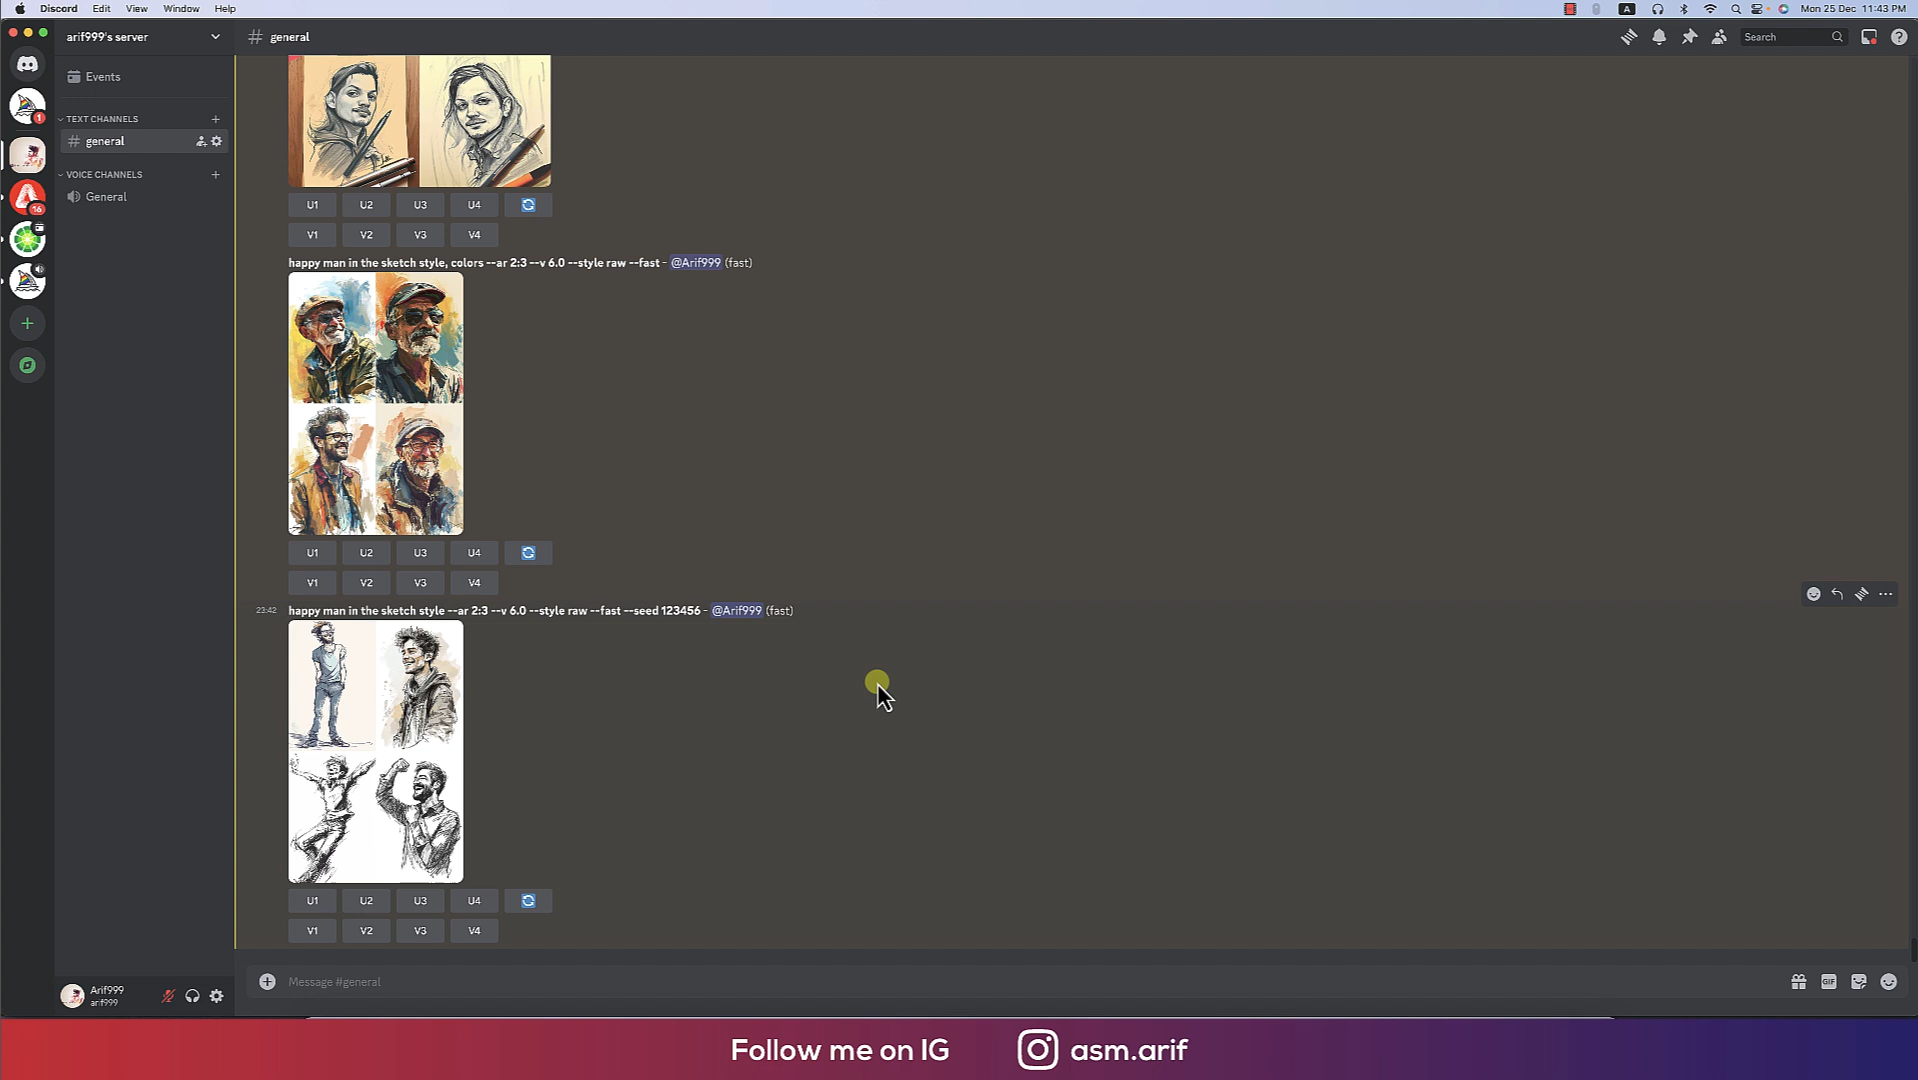 Discord Edit View Window Help
A Mon 25 Dec 11:43 PM
arif999's server
# general
Search
Events
TEXT CHANNELS
# general
VOICE CHANNELS
General
1
16
U1 U2 U3 U4
V1 V2 V3 V4
happy man in the sketch style, colors --ar 2:3 --v 6.0 --style raw --fast - @Arif999 (fast)
U1 U2 U3 U4
V1 V2 V3 V4
23:42 happy man in the sketch style --ar 2:3 --v 6.0 --style raw --fast --seed 123456 - @Arif999 (fast)
U1 U2 U3 U4
V1 V2 V3 V4
Message #general
GIF
Arif999
arif999
Follow me on IG asm.arif